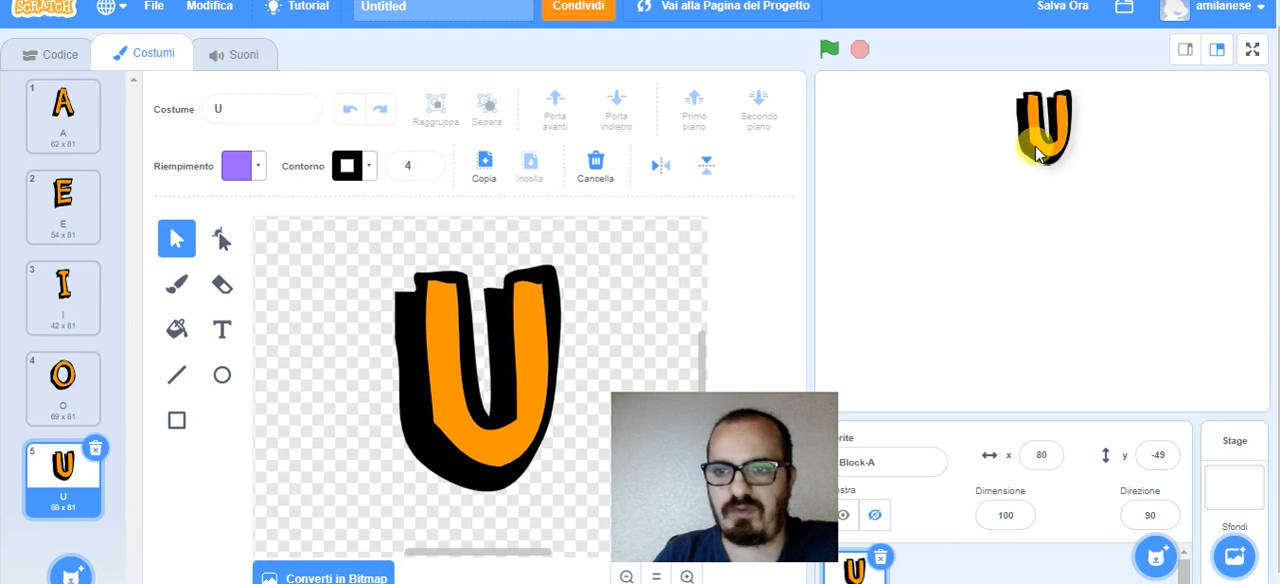 SCRATCH File Modifica Tutorial Untitled Condividi Vai alla Pagina del Progetto Salva Ora amilanese
Codice Costumi Suoni
1
A
A
62 x 81
2
E
E
54 x 81
3
I
I
42 x 81
4
O
O
69 x 81
5
U
U
59 x 81
Costume U Raggruppa Separa Porta avanti Porta indietro Primo piano Secondo piano
Riempimento Contorno 4 Copia Incolla Cancella
T
U
Converti in Bitmap
U
Block-A x 80 y -49
Dimensione Direzione
100 90
U
Stage
Sfondi